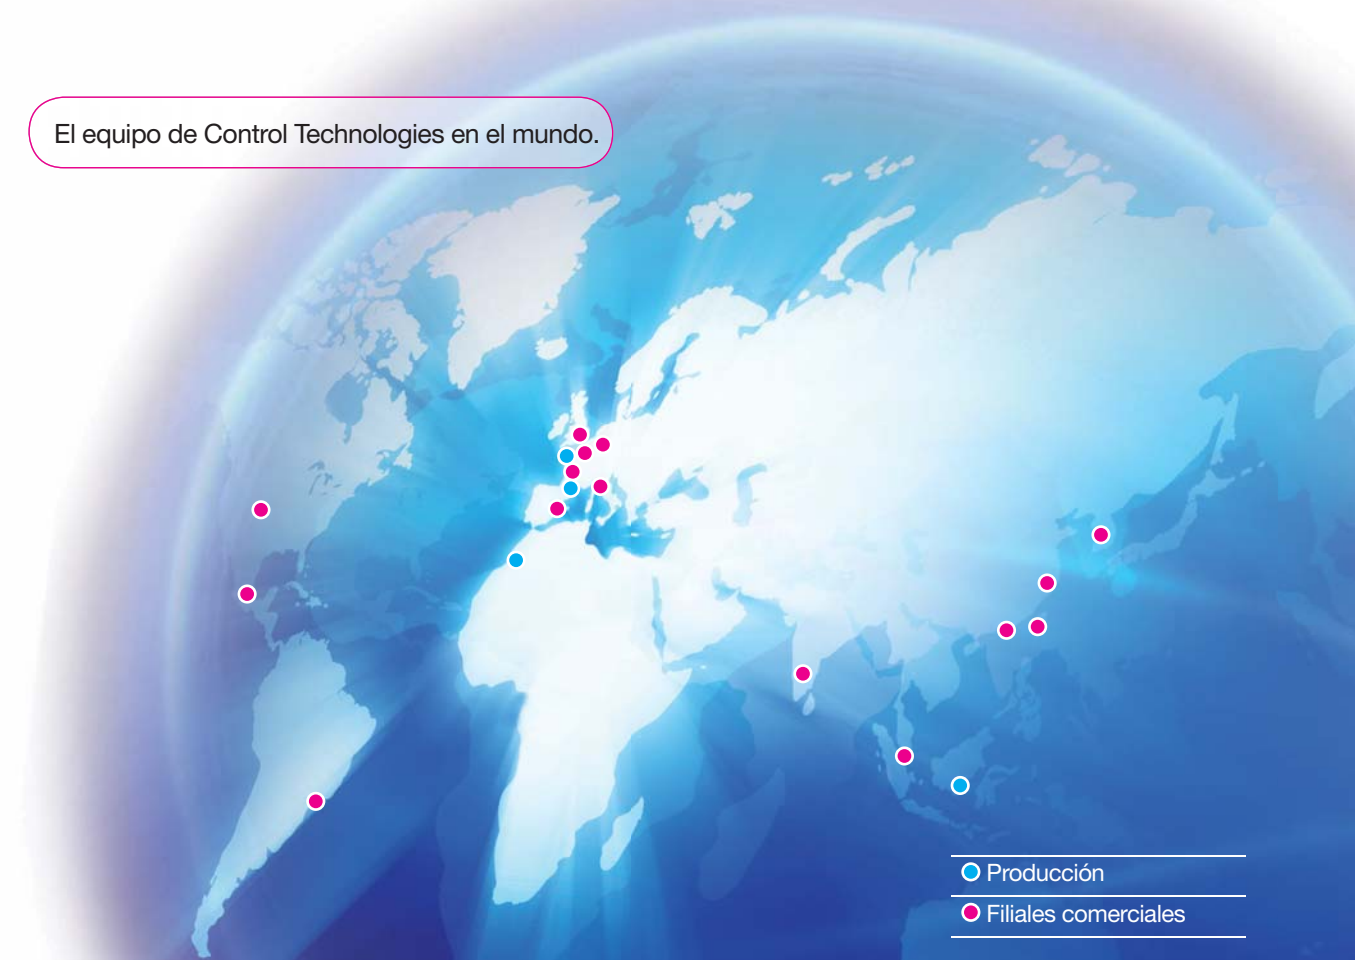 El equipo de Control Technologies en el mundo.
Producción
Filiales comerciales